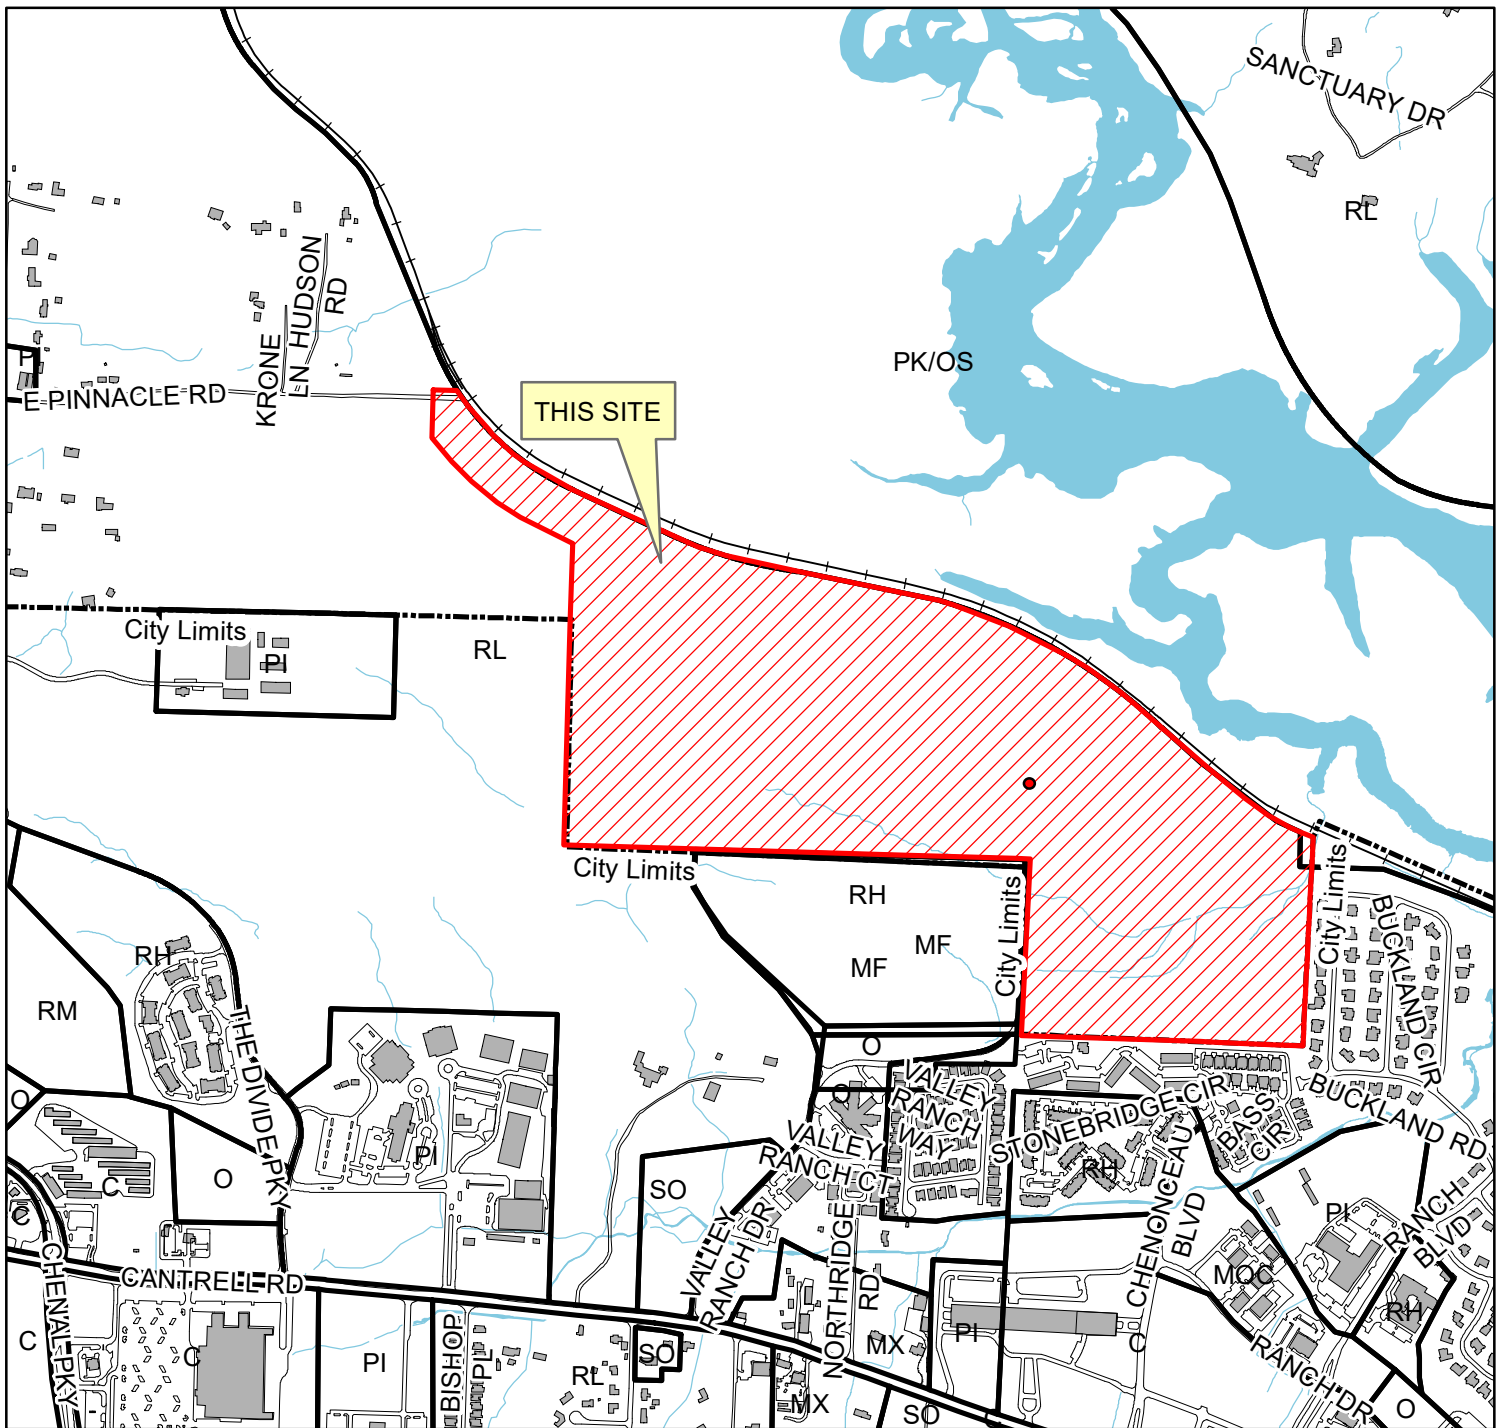 SANCTUARY DR
RL
PK/OS
KRONE
LN
HUDSON
RD
PI
E PINNACLE RD
THIS SITE
City Limits
PI
RL
City Limits
RH
MF
MF
City Limits
City Limits
BUCKLAND CIR
RH
RM
THE DIVIDE PKY
O
O
VALLEY
RANCH
WAY
O
VALLEY
RANCH CT
STONEBRIDGE CIR
BASS
CIR
BUCKLAND RD
C
O
PI
SO
RH
CHENONCEAU
BLVD
PI
RANCH
BLVD
C
CHENAL PKY
CANTRELL RD
VALLEY
RANCH DR
NORTHRIDGE
RD
MOC
RH
C
C
PI
BISHOP
PL
RL
SO
MX
MX
PI
C
SO
RANCH DR
O